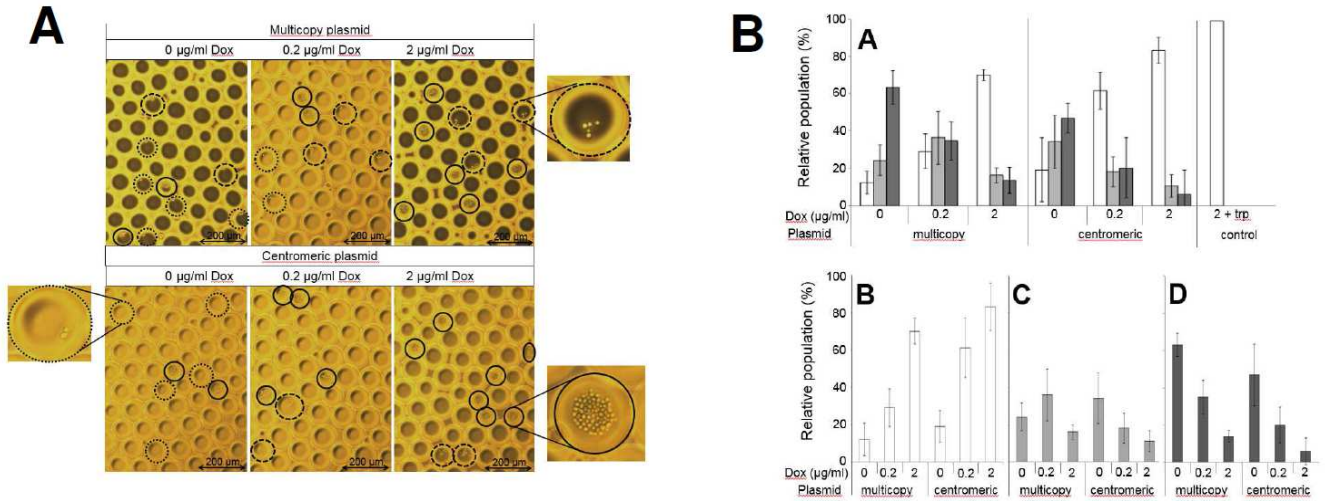 A
Multicopy plasmid
0 µg/ml Dox 0.2 µg/ml Dox 2 µg/ml Dox
200 µm 200 µm 200 µm
Centromeric plasmid
0 µg/ml Dox 0.2 µg/ml Dox 2 µg/ml Dox
200 µm 200 µm 200 µm
B
A
Relative population (%)
100
80
60
40
20
0
Dox (µg/ml) 0 0.2 2 0 0.2 2 2 + trp
Plasmid multicopy centromeric control
B C D
Relative population (%)
100
80
60
40
20
0
Dox (µg/ml) 0 0.2 2 0 0.2 2 0 0.2 2 0 0.2 2 0 0.2 2 0 0.2 2
Plasmid multicopy centromeric multicopy centromeric multicopy centromeric